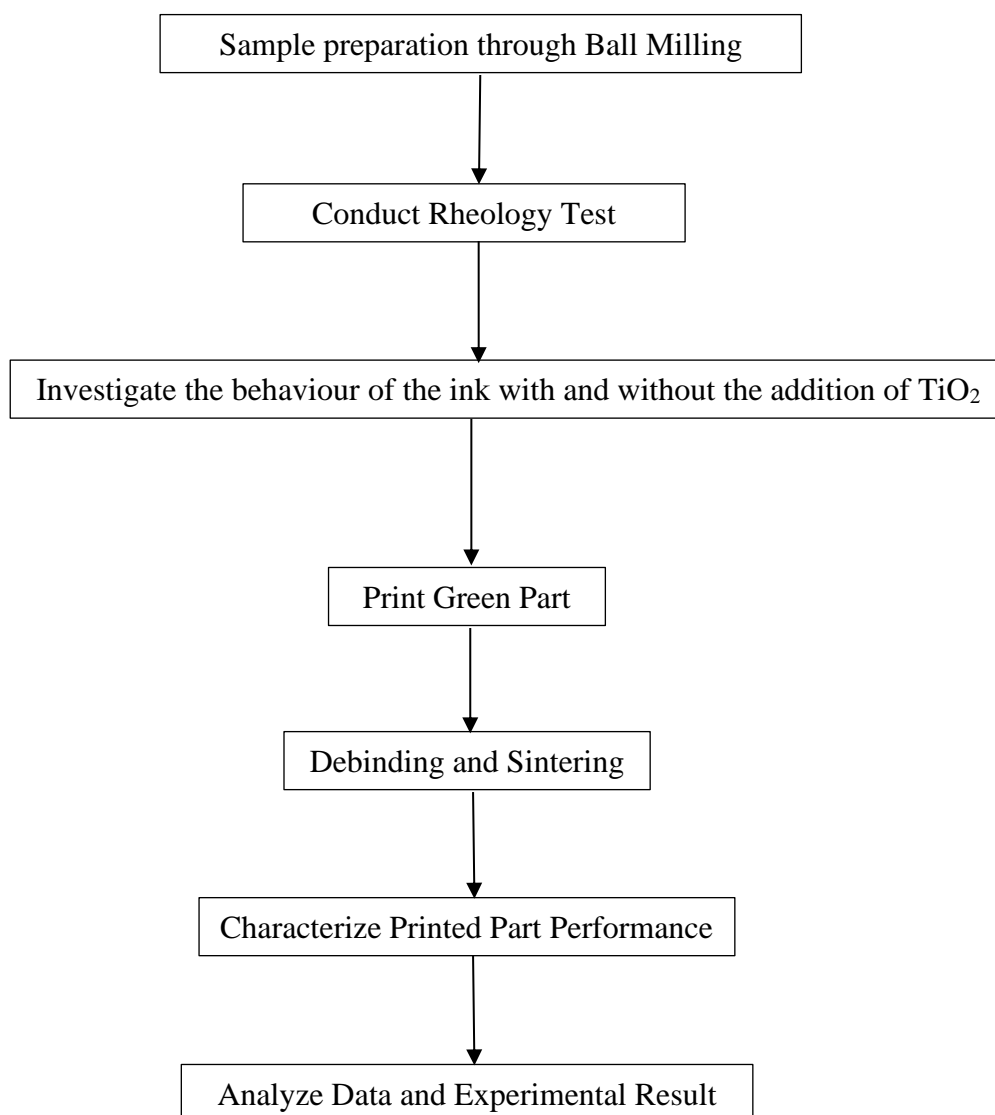 Sample preparation through Ball Milling
Conduct Rheology Test
Investigate the behaviour of the ink with and without the addition of TiO₂
Print Green Part
Debinding and Sintering
Characterize Printed Part Performance
Analyze Data and Experimental Result